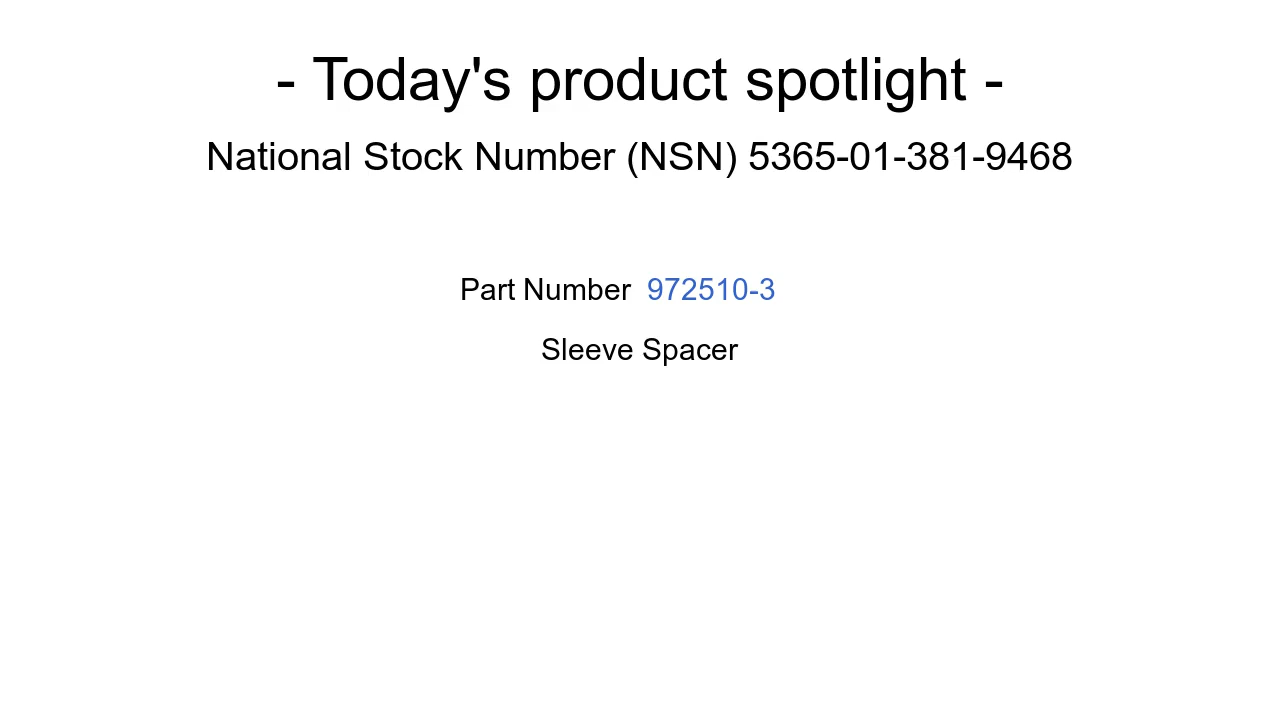 - Today's product spotlight -
National Stock Number (NSN) 5365-01-381-9468
Part Number 972510-3
Sleeve Spacer